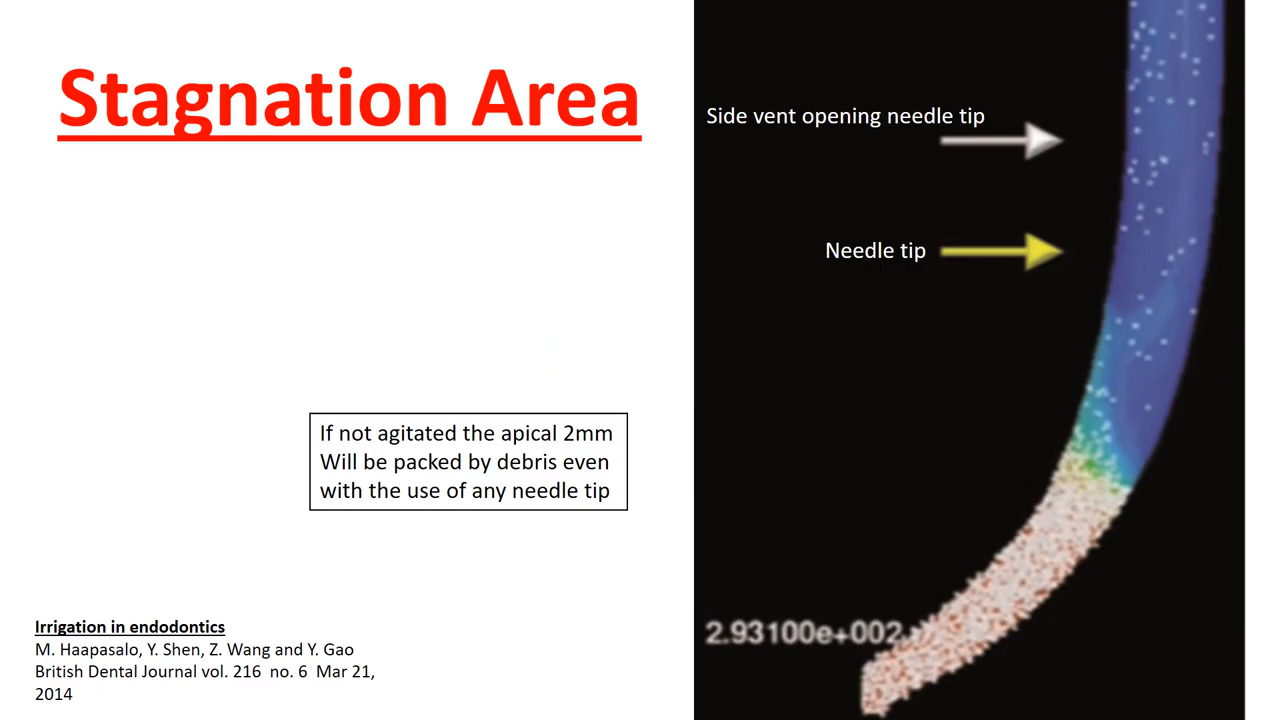 Stagnation Area
Side vent opening needle tip
Needle tip
If not agitated the apical 2mm
Will be packed by debris even
with the use of any needle tip
2.93100e+002
Irrigation in endodontics
M. Haapasalo, Y. Shen, Z. Wang and Y. Gao
British Dental Journal vol. 216 no. 6 Mar 21,
2014